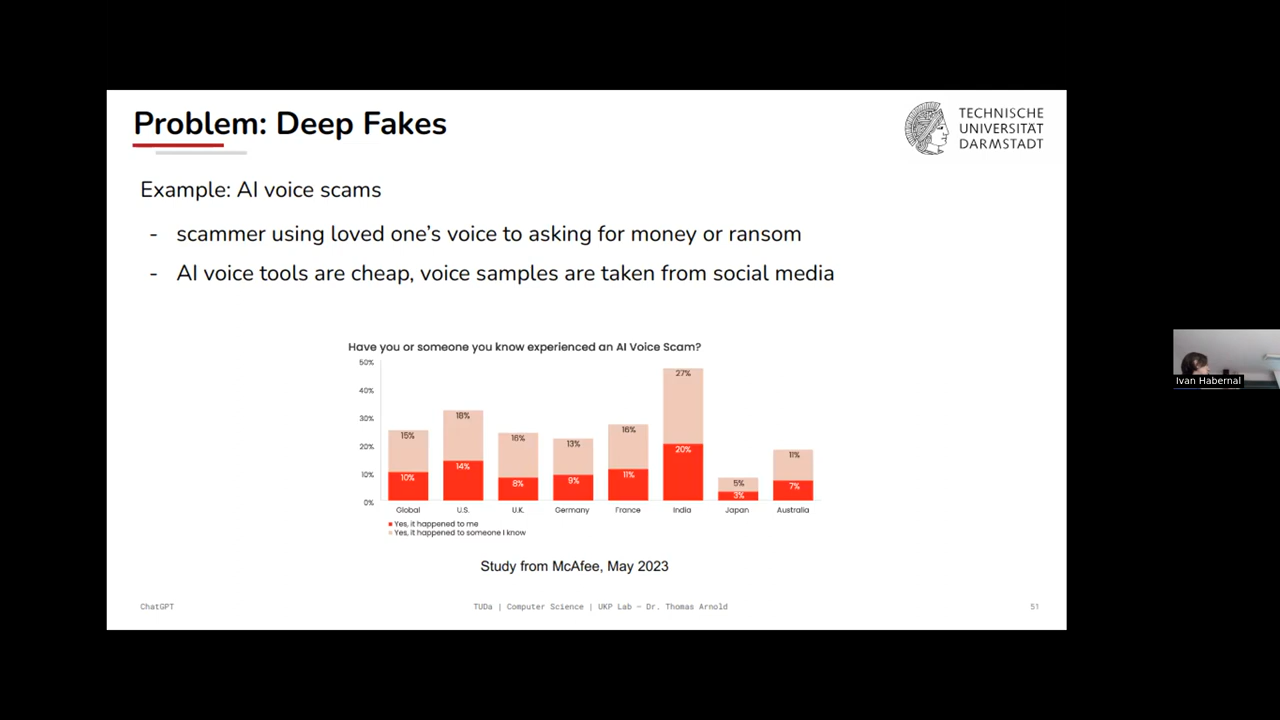 Problem: Deep Fakes
TECHNISCHE
UNIVERSITÄT
DARMSTADT
Example: AI voice scams
- scammer using loved one's voice to asking for money or ransom
- AI voice tools are cheap, voice samples are taken from social media
Have you or someone you know experienced an AI Voice Scam?
50%
40%
30%
20%
10%
0%
15% 18% 16% 13% 16% 27% 5% 11%
10% 14% 8% 9% 11% 20% 3% 7%
Global U.S. U.K. Germany France India Japan Australia
Yes, it happened to me
Yes, it happened to someone I know
Study from McAfee, May 2023
ChatGPT TUDa | Computer Science | UKP Lab – Dr. Thomas Arnold 51
Ivan Habernal